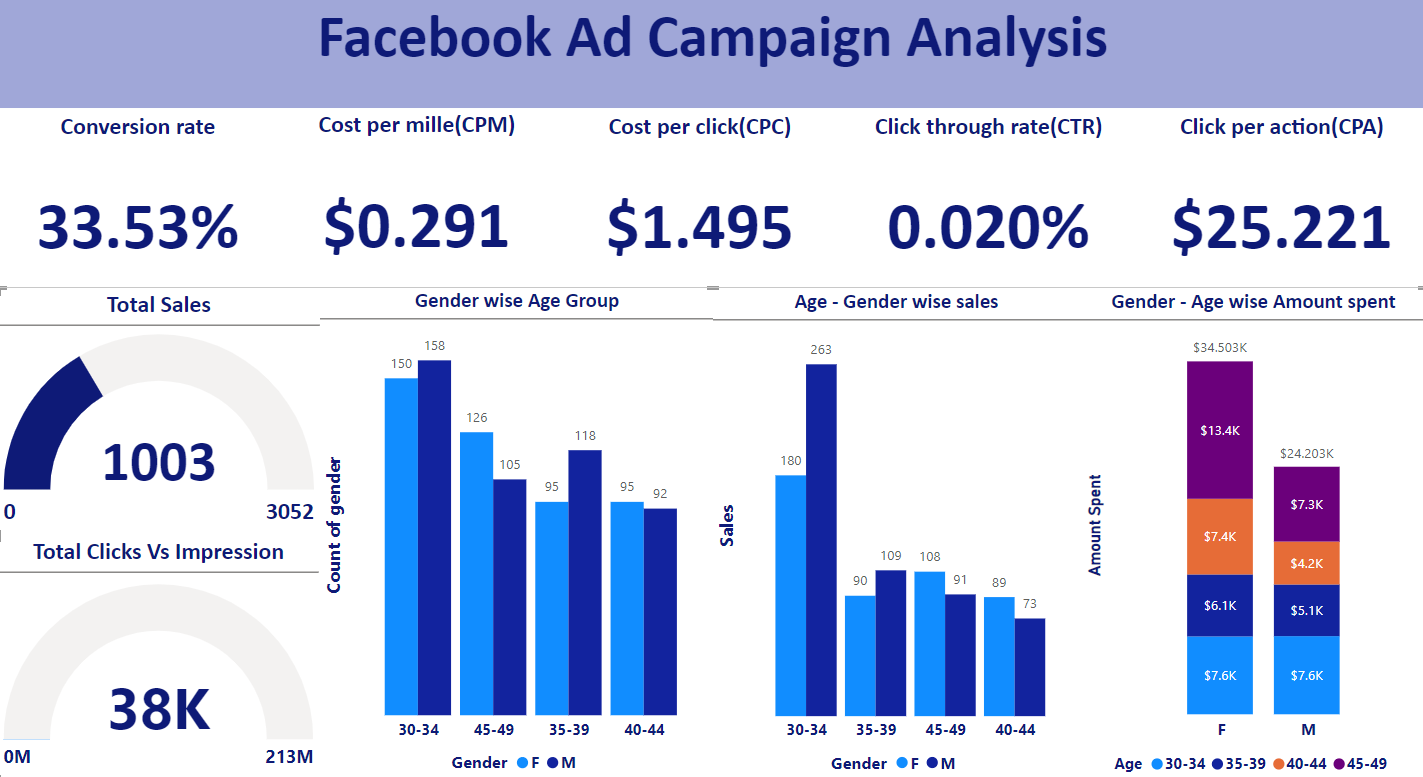 Facebook Ad Campaign Analysis
Conversion rate
33.53%
Cost per mille(CPM)
$0.291
Cost per click(CPC)
$1.495
Click through rate(CTR)
0.020%
Click per action(CPA)
$25.221
Total Sales
1003
0
3052
Total Clicks Vs Impression
38K
0M
213M
Gender wise Age Group
Count of gender
150
158
126
105
95
118
95
92
30-34
45-49
35-39
40-44
Gender F M
Age - Gender wise sales
Sales
180
263
90
109
108
91
89
73
30-34
35-39
45-49
40-44
Gender F M
Gender - Age wise Amount spent
Amount Spent
$34.503K
$13.4K
$7.4K
$6.1K
$7.6K
$24.203K
$7.3K
$4.2K
$5.1K
$7.6K
F
M
Age 30-34 35-39 40-44 45-49